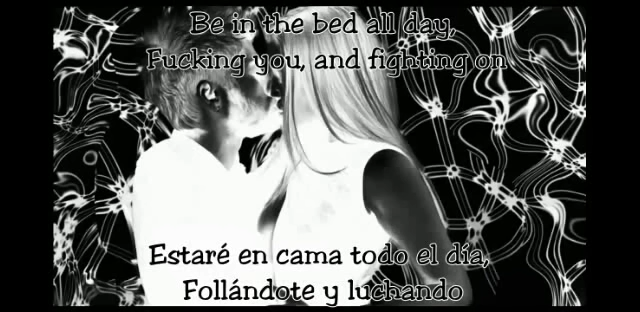 Be in the bed all day,
Fucking you, and fighting on
Estaré en cama todo el día,
Follándote y luchando